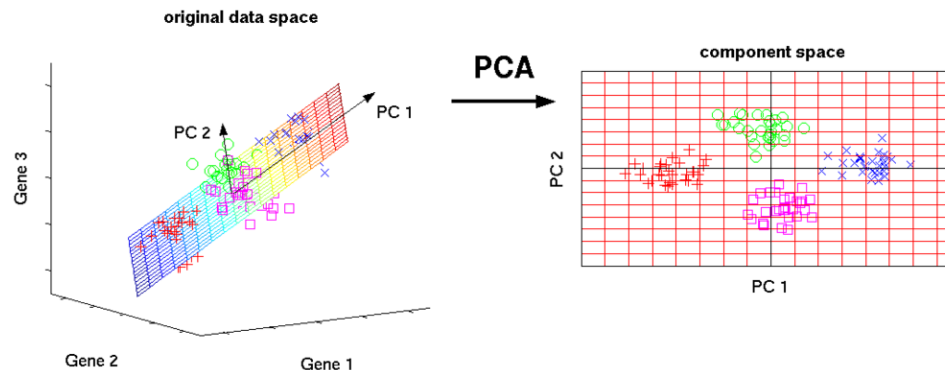 original data space
component space
PCA
PC 1
PC 2
Gene 3
Gene 2
Gene 1
PC 2
PC 1